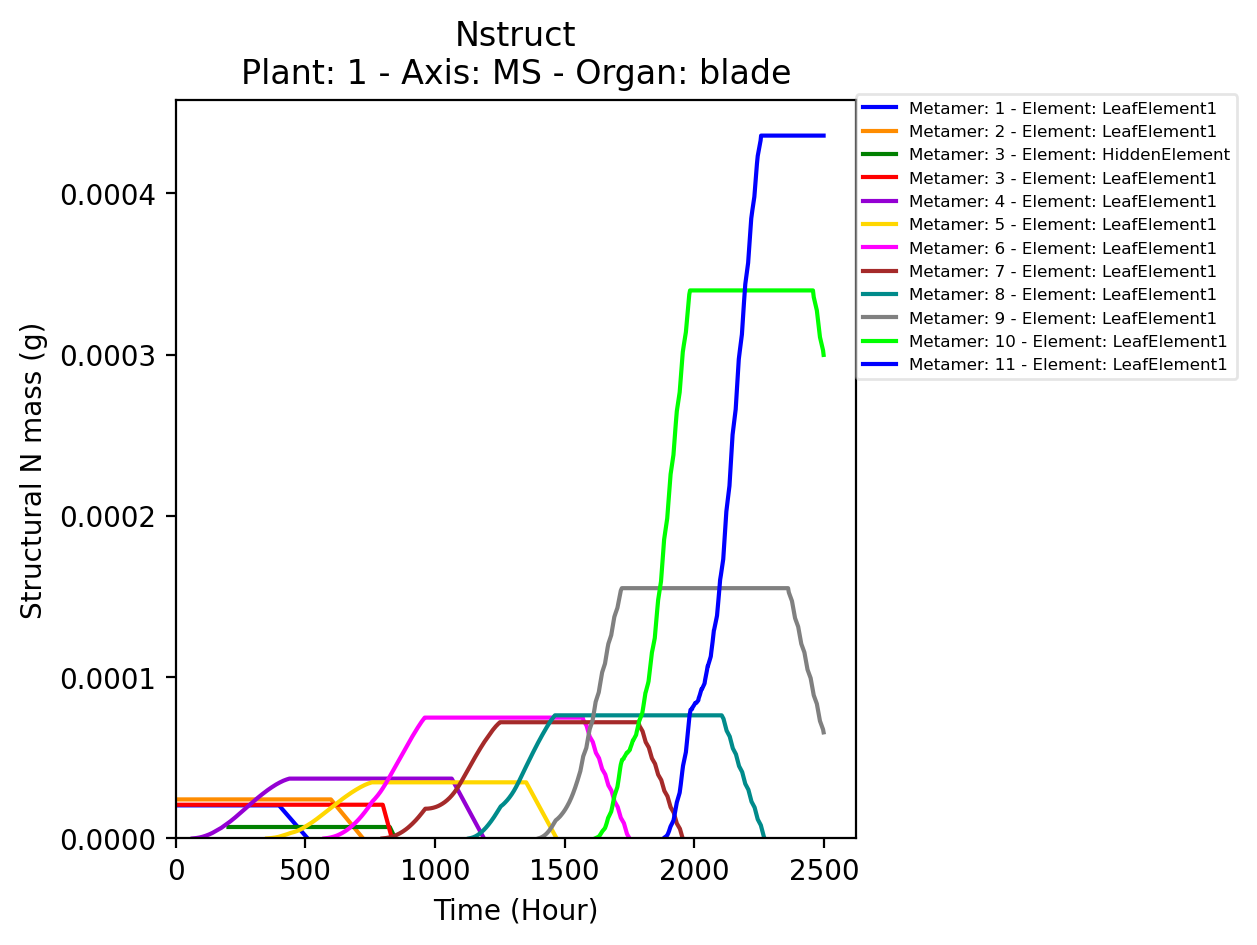 Nstruct
Plant: 1 - Axis: MS - Organ: blade
Metamer: 1 - Element: LeafElement1
Metamer: 2 - Element: LeafElement1
Metamer: 3 - Element: HiddenElement
Metamer: 3 - Element: LeafElement1
Metamer: 4 - Element: LeafElement1
Metamer: 5 - Element: LeafElement1
Metamer: 6 - Element: LeafElement1
Metamer: 7 - Element: LeafElement1
Metamer: 8 - Element: LeafElement1
Metamer: 9 - Element: LeafElement1
Metamer: 10 - Element: LeafElement1
Metamer: 11 - Element: LeafElement1
Structural N mass (g)
0.0004
0.0003
0.0002
0.0001
0.0000
0 500 1000 1500 2000 2500
Time (Hour)